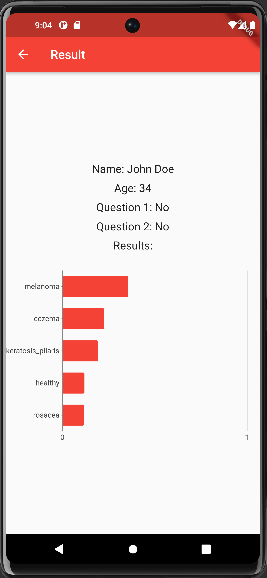 9:04
Result
Name: John Doe
Age: 34
Question 1: No
Question 2: No
Results:
melanoma
eczema
keratosis_pilaris
healthy
rosacea
0 1